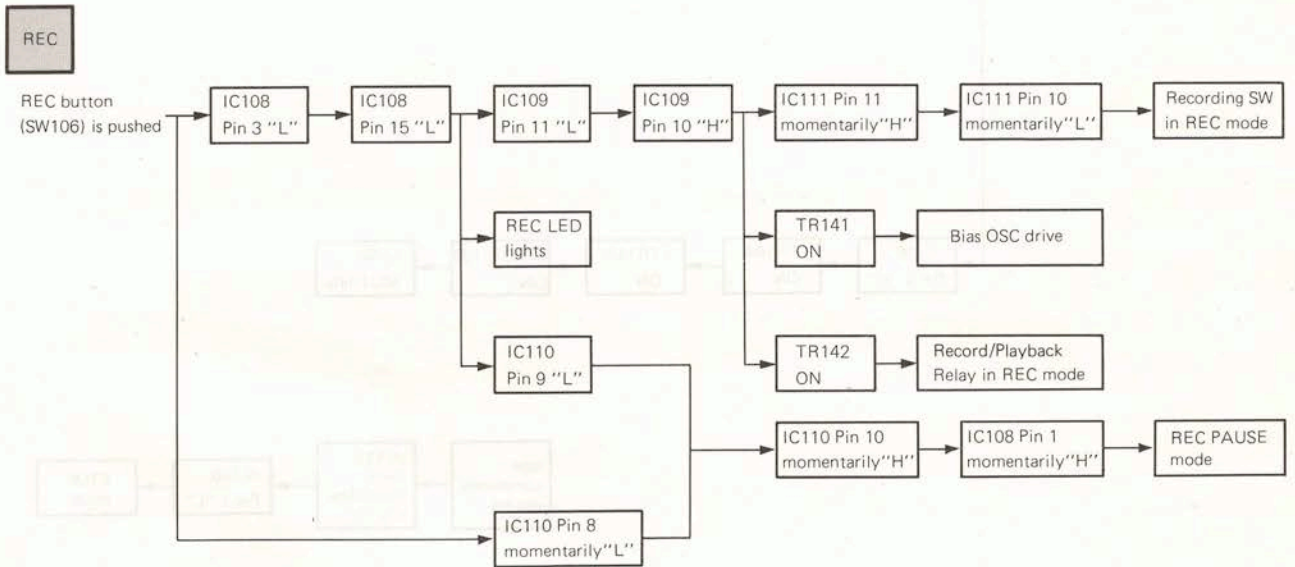 REC
REC button
(SW106) is pushed
IC108
Pin 3 "L"
IC108
Pin 15 "L"
IC109
Pin 11 "L"
IC109
Pin 10 "H"
IC111 Pin 11
momentarily"H"
IC111 Pin 10
momentarily"L"
Recording SW
in REC mode
REC LED
lights
TR141
ON
Bias OSC drive
IC110
Pin 9 "L"
TR142
ON
Record/Playback
Relay in REC mode
IC110 Pin 10
momentarily"H"
IC108 Pin 1
momentarily"H"
REC PAUSE
mode
IC110 Pin 8
momentarily"L"